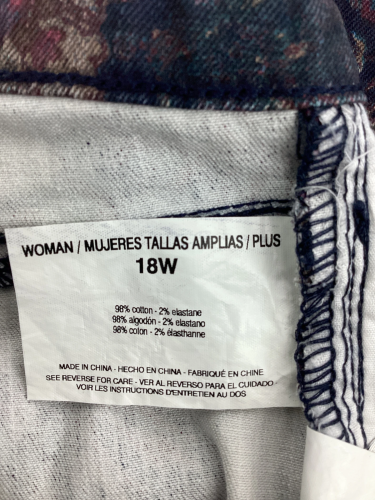 WOMAN / MUJERES TALLAS AMPLIAS / PLUS
18W
98% cotton - 2% elastane
98% algodón - 2% elastano
98% coton - 2% élasthanne
MADE IN CHINA - HECHO EN CHINA - FABRIQUÉ EN CHINE
SEE REVERSE FOR CARE - VER AL REVERSO PARA EL CUIDADO
VOIR LES INSTRUCTIONS D'ENTRETIEN AU DOS